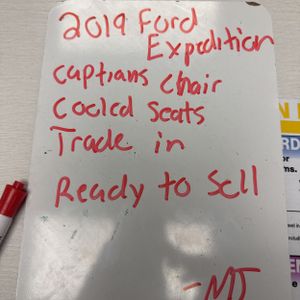 2019 Ford
Expedition
captians chair
Cooled Seats
Trade in
Ready to Sell
-MJ